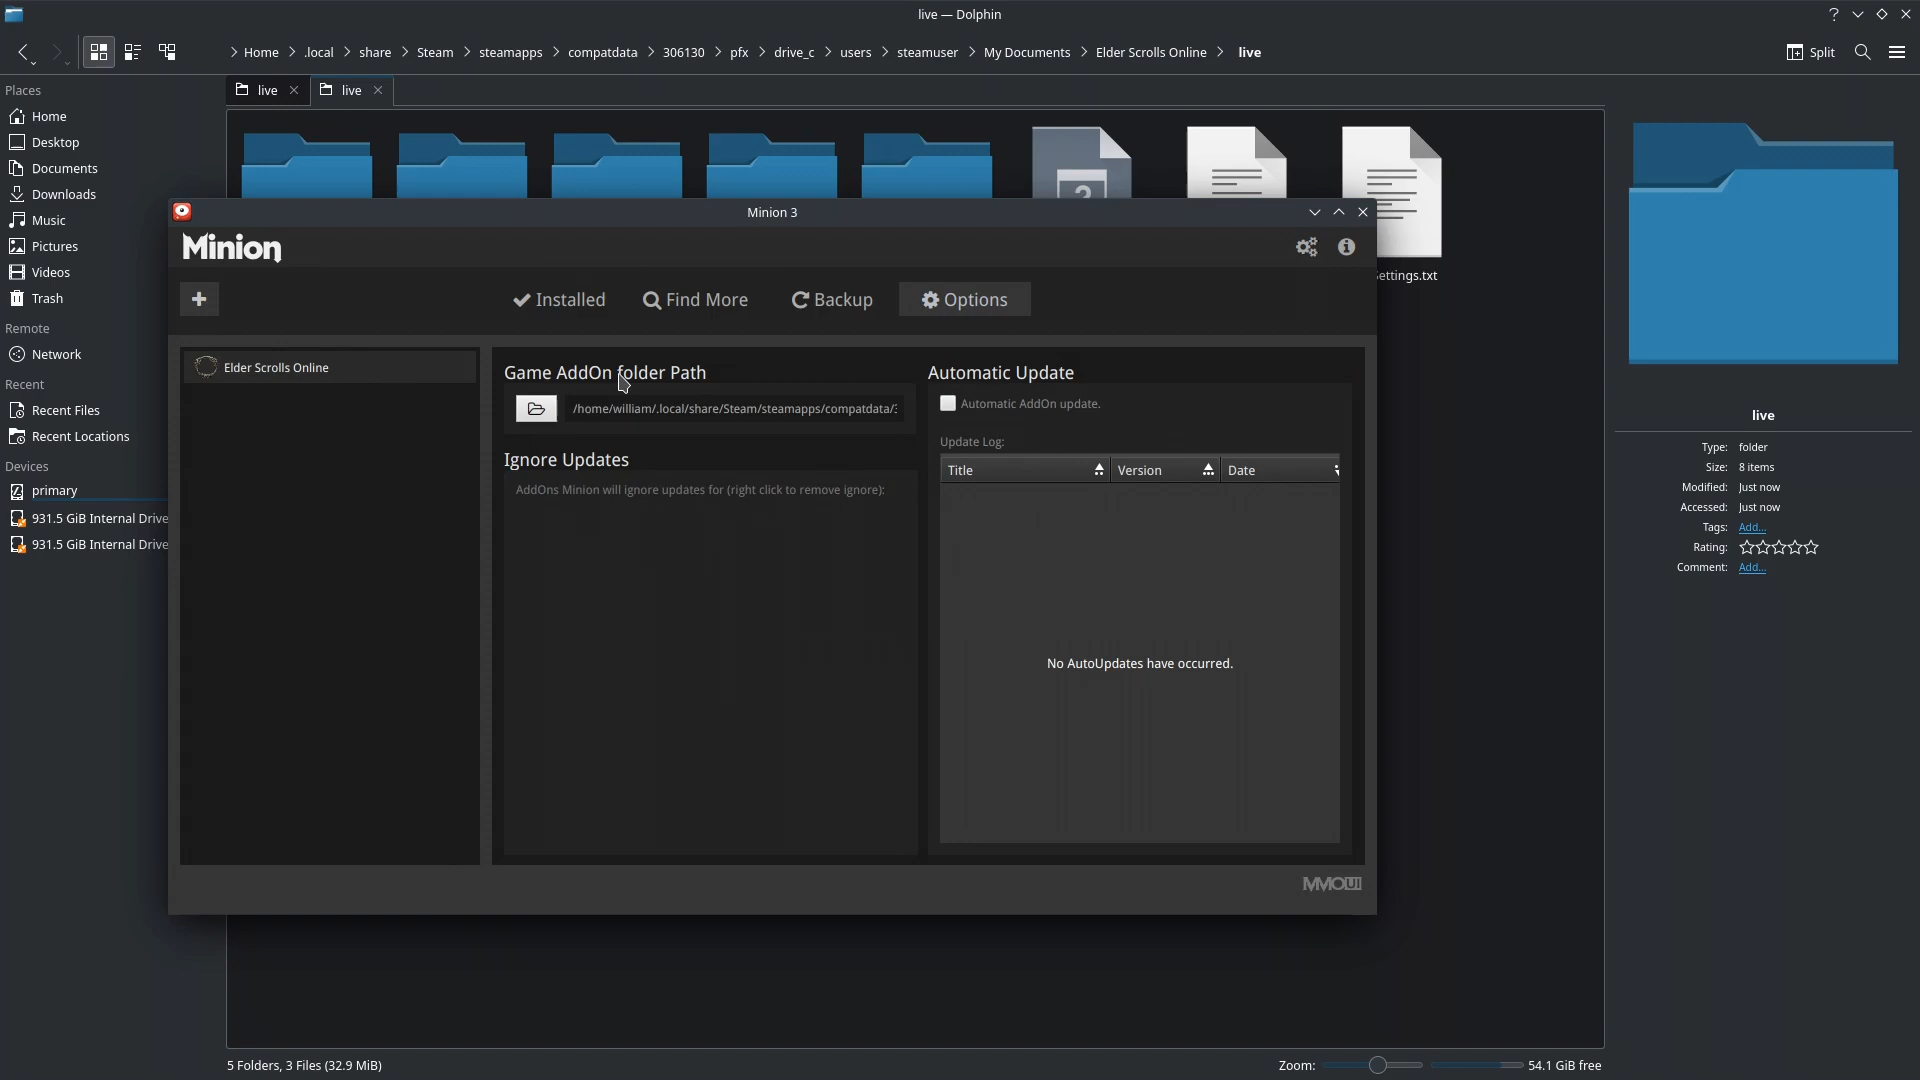 live — Dolphin
Home .local share Steam steamapps compatdata 306130 pfx drive_c users steamuser My Documents Elder Scrolls Online live
Split
Places
live
live
Home
Desktop
Documents
Downloads
Music
Pictures
Videos
Trash
Remote
Network
Recent
Recent Files
Recent Locations
Devices
primary
931.5 GiB Internal Drive
931.5 GiB Internal Drive
ettings.txt
Minion 3
Minion
Installed
Find More
Backup
Options
Elder Scrolls Online
Game AddOn folder Path
/home/william/.local/share/Steam/steamapps/compatdata/
Ignore Updates
AddOns Minion will ignore updates for (right click to remove ignore):
Automatic Update
Automatic AddOn update.
Update Log:
Title Version Date
No AutoUpdates have occurred.
MMOUI
live
Type: folder
Size: 8 items
Modified: Just now
Accessed: Just now
Tags: Add...
Rating:
Comment: Add...
5 Folders, 3 Files (32.9 MiB)
Zoom:
54.1 GiB free